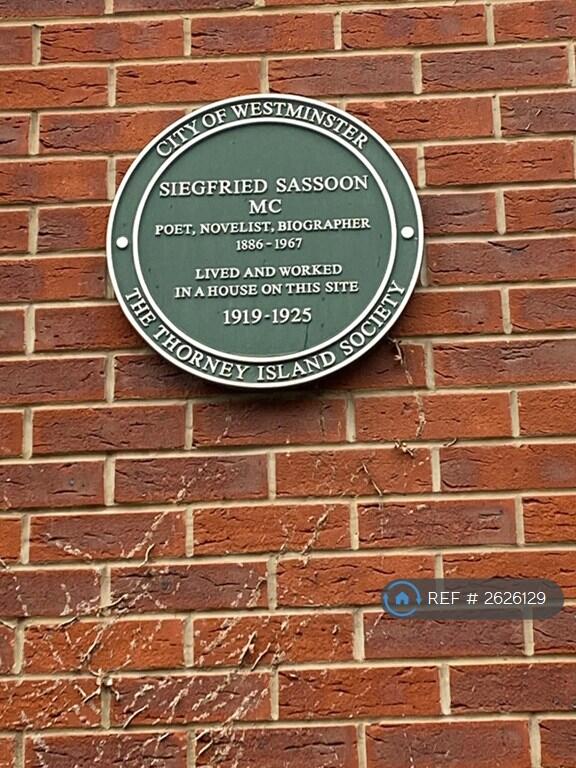 CITY OF WESTMINSTER
SIEGFRIED SASSOON
MC
POET, NOVELIST, BIOGRAPHER
1886 - 1967
LIVED AND WORKED
IN A HOUSE ON THIS SITE
1919-1925
THE THORNEY ISLAND SOCIETY
REF # 2626129